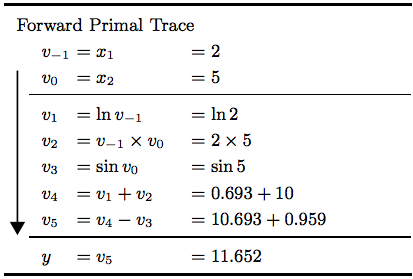 Forward Primal Trace
v₋₁ = x₁ = 2
v₀ = x₂ = 5
v₁ = ln v₋₁ = ln 2
v₂ = v₋₁ × v₀ = 2 × 5
v₃ = sin v₀ = sin 5
v₄ = v₁ + v₂ = 0.693 + 10
v₅ = v₄ − v₃ = 10.693 + 0.959
y = v₅ = 11.652